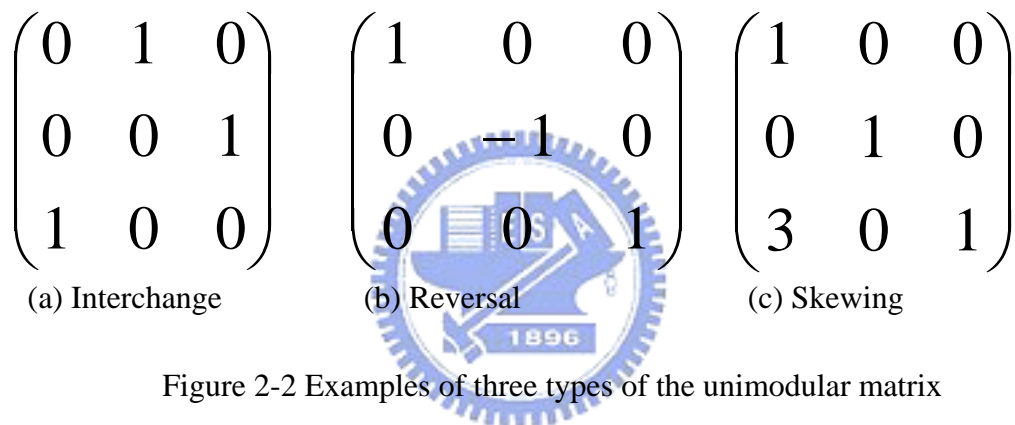 0 1 0 1 0 0 1 0 0
0 0 1 0 −1 0 0 1 0
1 0 0 0 0 1 3 0 1
(a) Interchange (b) Reversal (c) Skewing
E S A
1896
Figure 2-2 Examples of three types of the unimodular matrix